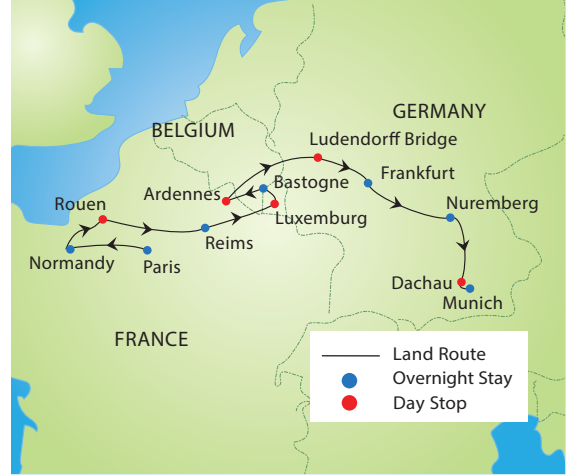 GERMANY
BELGIUM
Ludendorff Bridge
Frankfurt
Bastogne
Ardennes
Rouen
Luxemburg
Nuremberg
Reims
Normandy
Paris
Dachau
Munich
FRANCE
Land Route
Overnight Stay
Day Stop